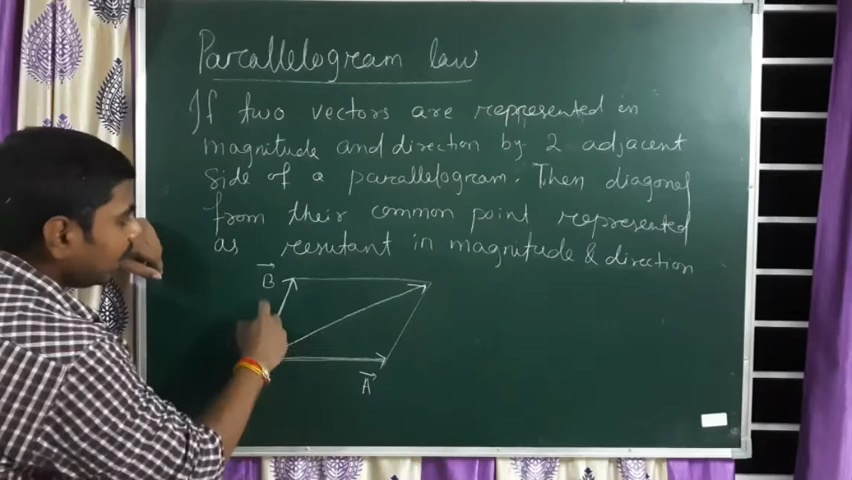 Parallelogram law
If two vectors are represented in
magnitude and direction by 2 adjacent
side of a parallelogram. Then diagonal
from their common point represented
as resutant in magnitude & direction
B
A